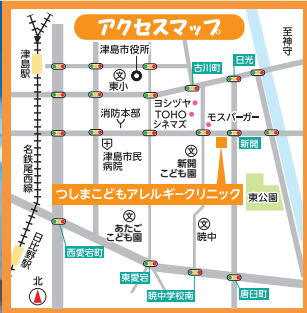 アクセスマップ
至神守
津島市役所
津島駅
日光
古川町
東小
ヨシヅヤ
TOHO
シネマズ
消防本部
モスバーガー
名鉄尾西線
津島市民
病院
新開
こども園
新開
つしまこどもアレルギークリニック
東公園
あたご
こども園
暁中
日比野駅
西愛宕町
東愛宕
北
暁中学校南
唐臼町